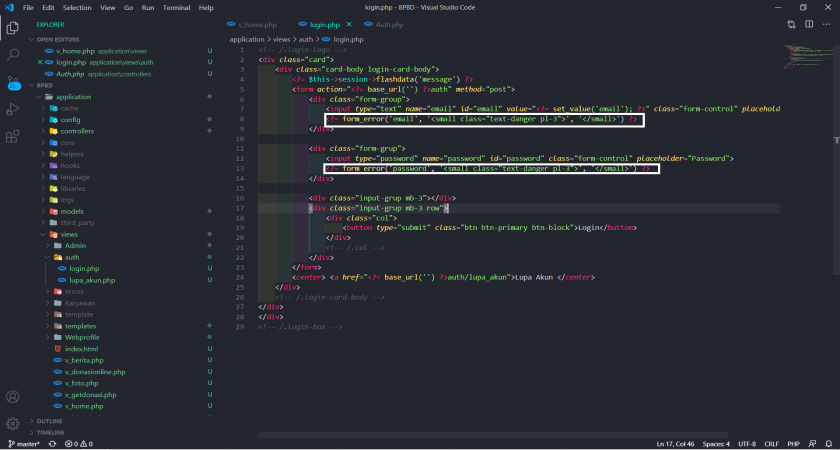 File Edit Selection View Go Run Terminal Help
login.php - BPBD - Visual Studio Code
EXPLORER
OPEN EDITORS
v_home.php application\views U
login.php application\views\auth U
Auth.php application\controllers
BPBD
application
cache
config
controllers
core
helpers
hooks
language
libraries
logs
models
third_party
views
Admin
auth
login.php U
lupa_akun.php U
errors
Karyawan
template
templates
Webprofile
index.html U
v_berita.php U
v_donasionline.php U
v_foto.php U
v_getdonasi.php U
v_home.php U
OUTLINE
TIMELINE
v_home.php login.php Auth.php
application > views > auth > login.php
1 <!-- /.login-logo -->
2 <div class="card">
3 <div class="card-body login-card-body">
4 <?= $this->session->flashdata('message') ?>
5 <form action="<?= base_url('') ?>auth" method="post">
6 <div class="form-group">
7 <input type="text" name="email" id="email" value="<?= set_value('email'); ?>" class="form-control" placehold
8 <?= form_error('email', '<small class="text-danger pl-3">', '</small>') ?>
9 </div>
10
11 <div class="form-grup">
12 <input type="password" name="password" id="password" class="form-control" placeholder="Password">
13 <?= form_error('password', '<small class="text-danger pl-3">', '</small>') ?>
14 </div>
15
16 <div class="input-grup mb-3"></div>
17 <div class="input-grup mb-3 row">
18 <div class="col">
19 <button type="submit" class="btn btn-primary btn-block">Login</button>
20 </div>
21 <!-- /.col -->
22 </div>
23 </form>
24 <center> <a href="<?= base_url('') ?>auth/lupa_akun">Lupa Akun </center>
25 </div>
26 <!-- /.login-card-body -->
27 </div>
28 </div>
29 <!-- /.login-box -->
master* 0 0
Ln 17, Col 46 Spaces: 4 UTF-8 CRLF PHP